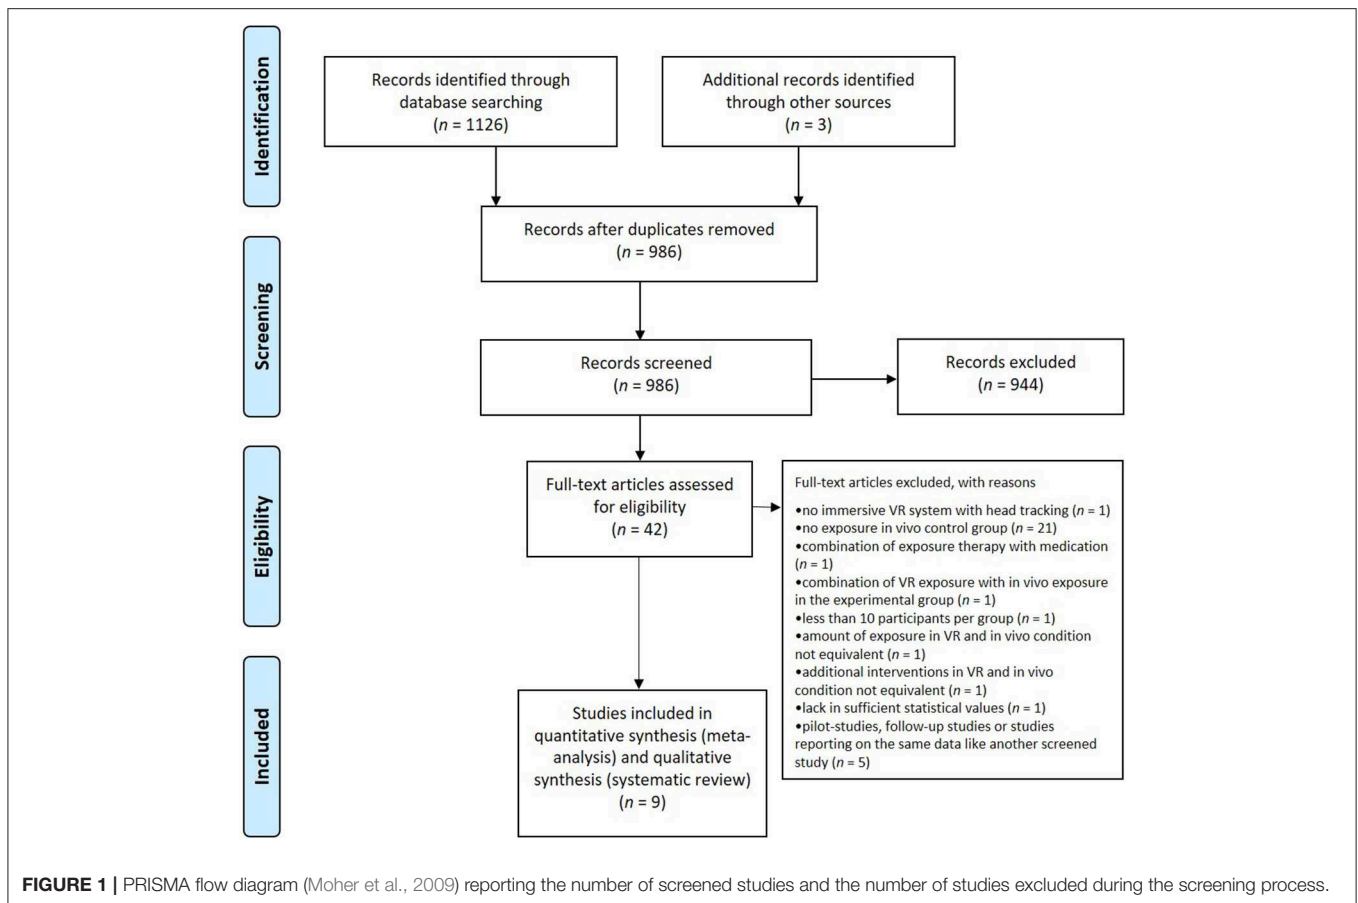 Identification
Records identified through
database searching
(n = 1126)
Additional records identified
through other sources
(n = 3)
Records after duplicates removed
(n = 986)
Screening
Records screened
(n = 986)
Records excluded
(n = 944)
Eligibility
Full-text articles assessed
for eligibility
(n = 42)
Full-text articles excluded, with reasons
•no immersive VR system with head tracking (n = 1)
•no exposure in vivo control group (n = 21)
•combination of exposure therapy with medication
(n = 1)
•combination of VR exposure with in vivo exposure
in the experimental group (n = 1)
•less than 10 participants per group (n = 1)
•amount of exposure in VR and in vivo condition
not equivalent (n = 1)
•additional interventions in VR and in vivo
condition not equivalent (n = 1)
•lack in sufficient statistical values (n = 1)
•pilot-studies, follow-up studies or studies
reporting on the same data like another screened
study (n = 5)
Included
Studies included in
quantitative synthesis (meta-
analysis) and qualitative
synthesis (systematic review)
(n = 9)
FIGURE 1 | PRISMA flow diagram (Moher et al., 2009) reporting the number of screened studies and the number of studies excluded during the screening process.